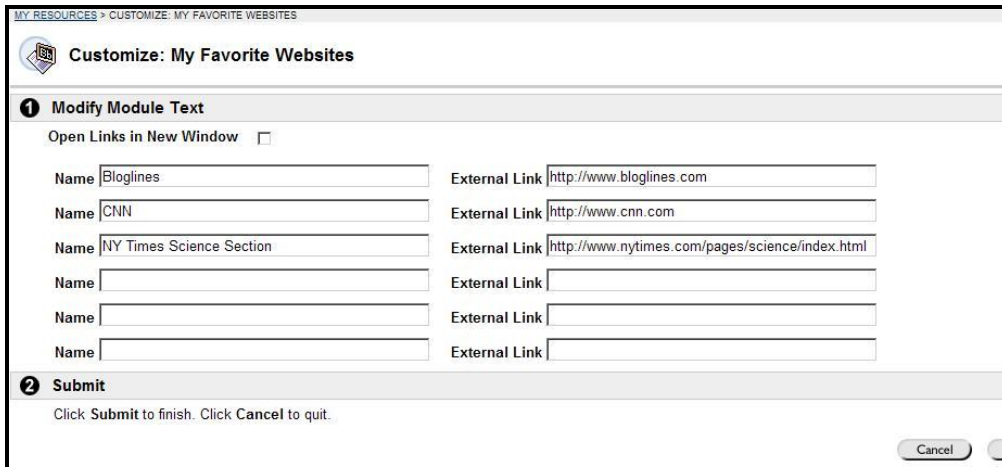 MY RESOURCES > CUSTOMIZE: MY FAVORITE WEBSITES
Bb
Customize: My Favorite Websites
1 Modify Module Text
Open Links in New Window
Name Bloglines External Link http://www.bloglines.com
Name CNN External Link http://www.cnn.com
Name NY Times Science Section External Link http://www.nytimes.com/pages/science/index.html
Name External Link
Name External Link
Name External Link
2 Submit
Click Submit to finish. Click Cancel to quit.
Cancel